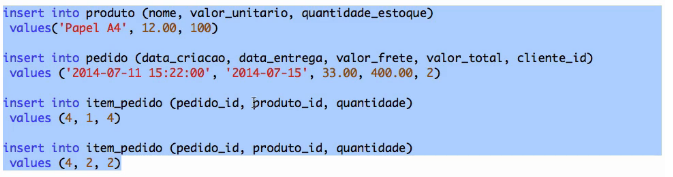 insert into produto (nome, valor_unitario, quantidade_estoque)
values('Papel A4', 12.00, 100)
insert into pedido (data_criacao, data_entrega, valor_frete, valor_total, cliente_id)
values ('2014-07-11 15:22:00', '2014-07-15', 33.00, 400.00, 2)
insert into item_pedido (pedido_id, produto_id, quantidade)
values (4, 1, 4)
insert into item_pedido (pedido_id, produto_id, quantidade)
values (4, 2, 2)